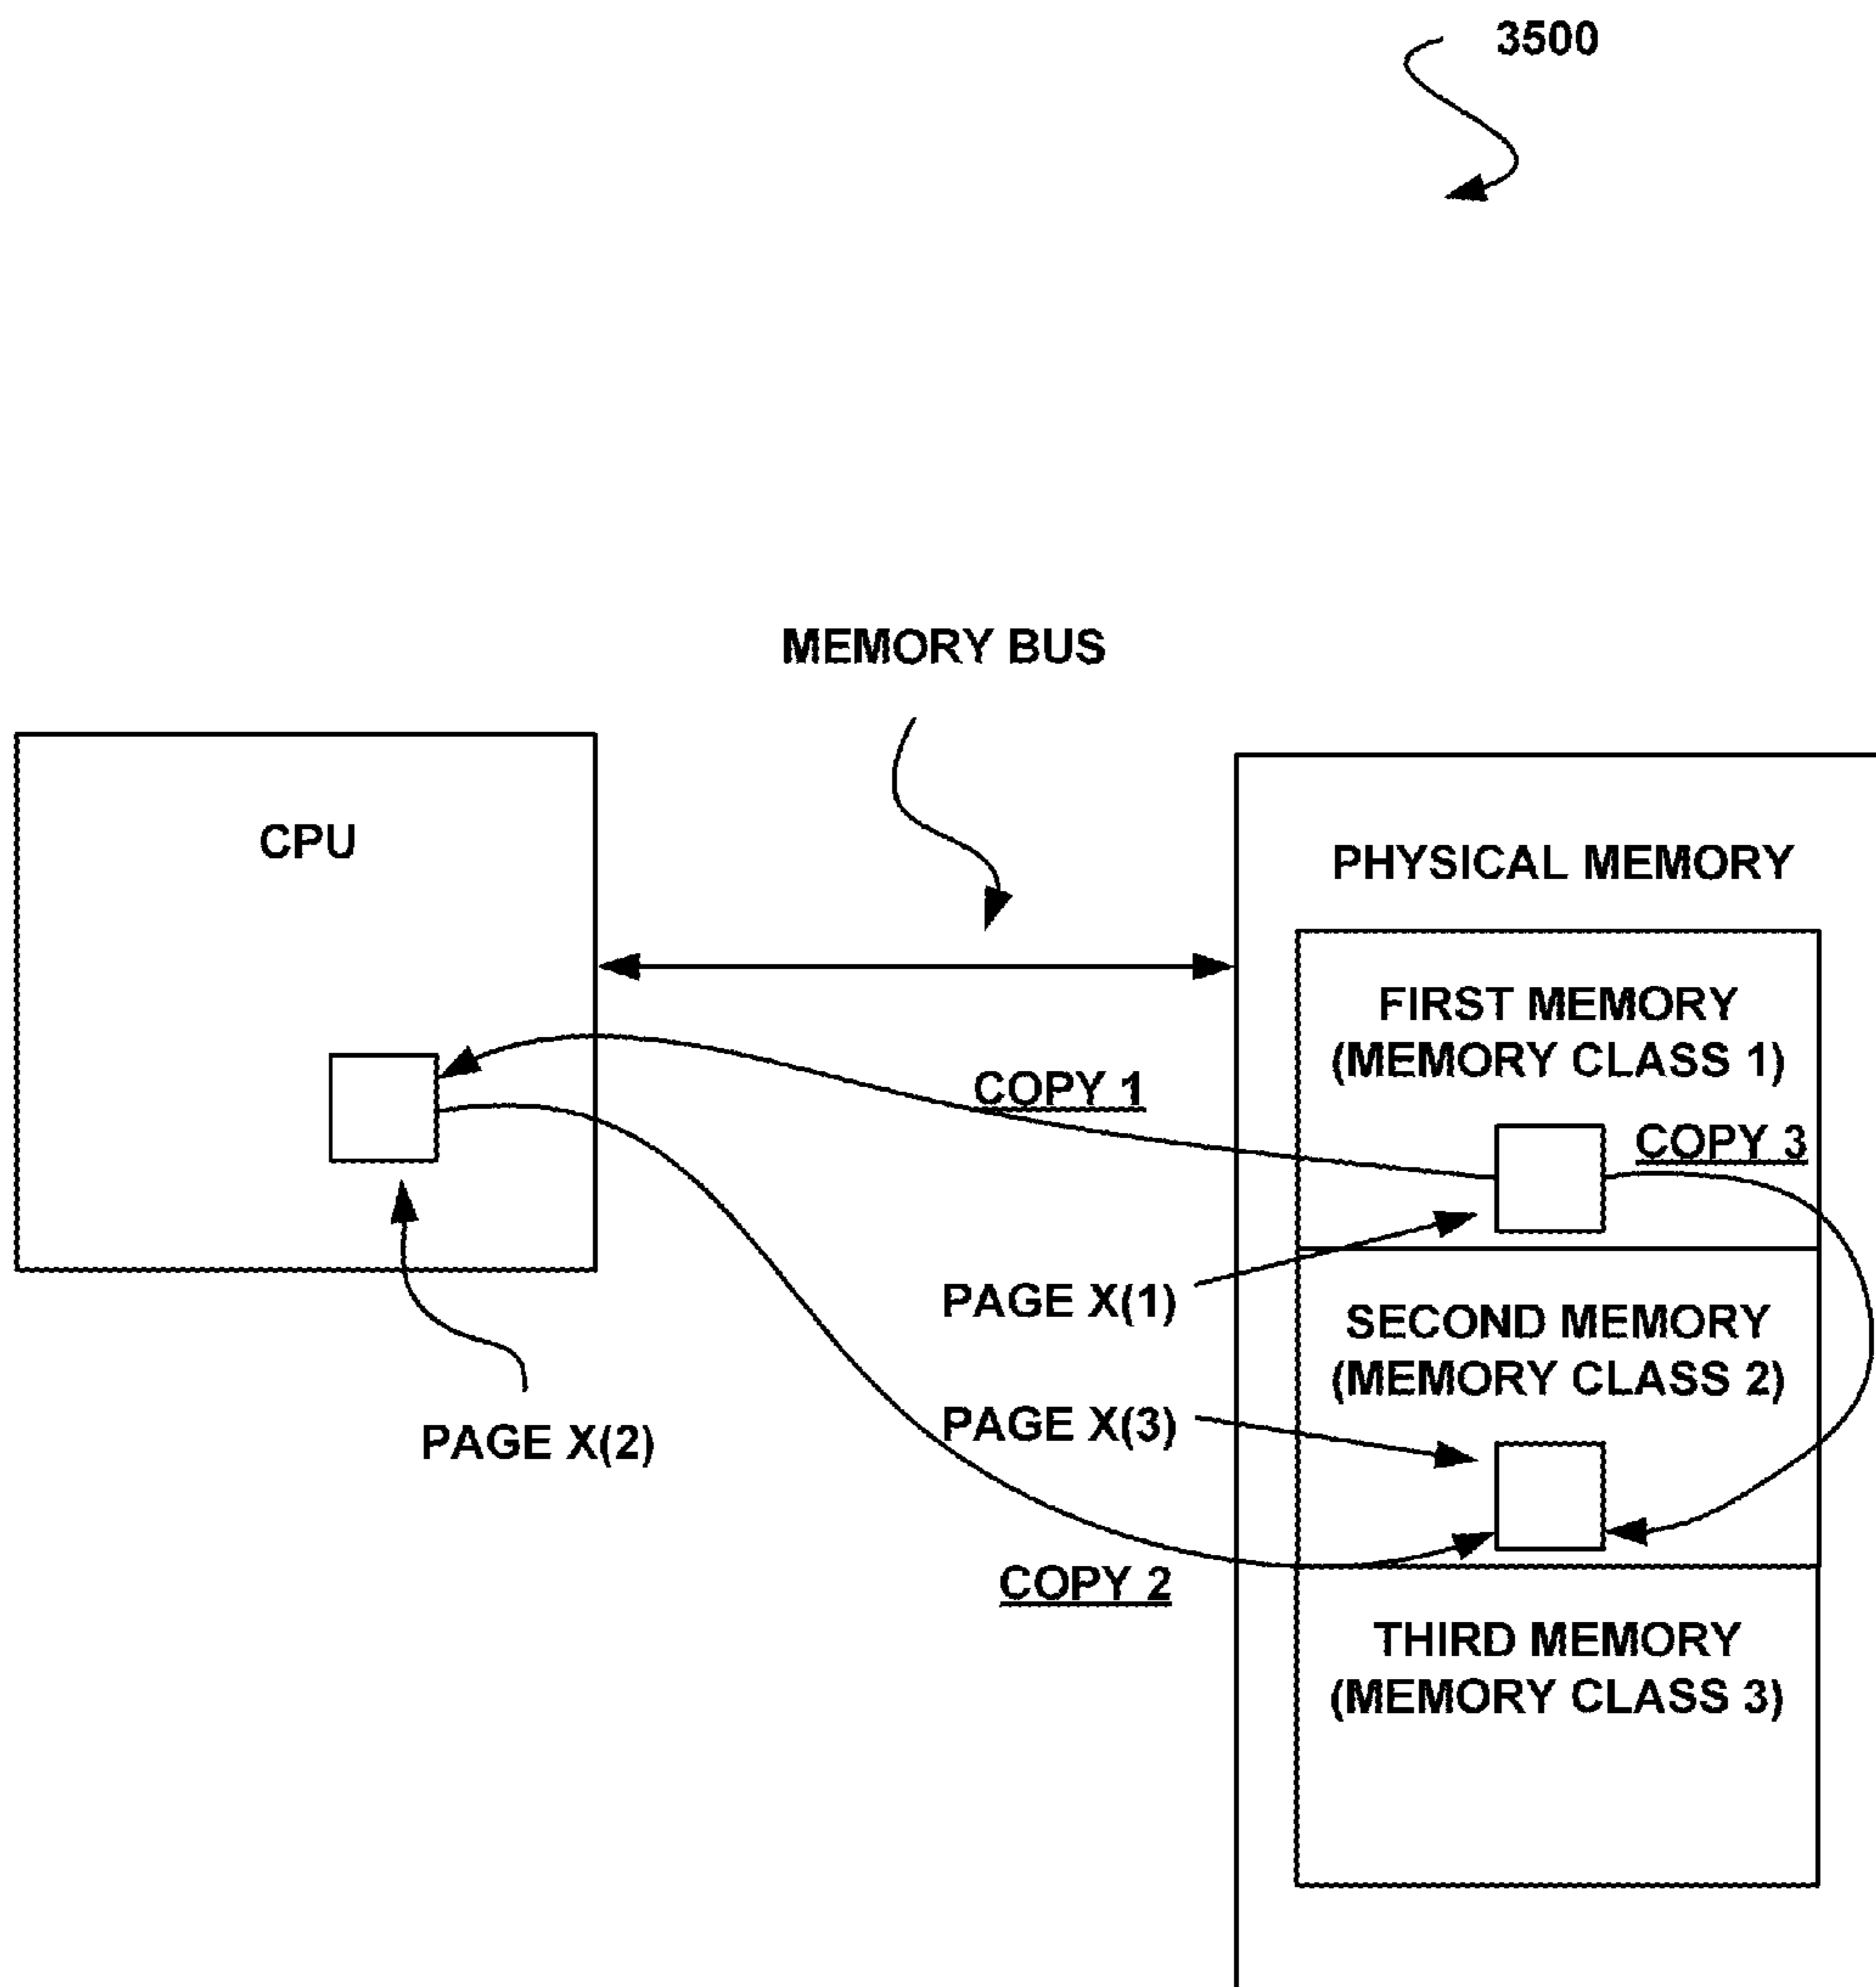 3500
MEMORY BUS
CPU
PHYSICAL MEMORY
FIRST MEMORY
(MEMORY CLASS 1)
COPY 1
COPY 3
PAGE X(1)
SECOND MEMORY
(MEMORY CLASS 2)
PAGE X(3)
PAGE X(2)
COPY 2
THIRD MEMORY
(MEMORY CLASS 3)